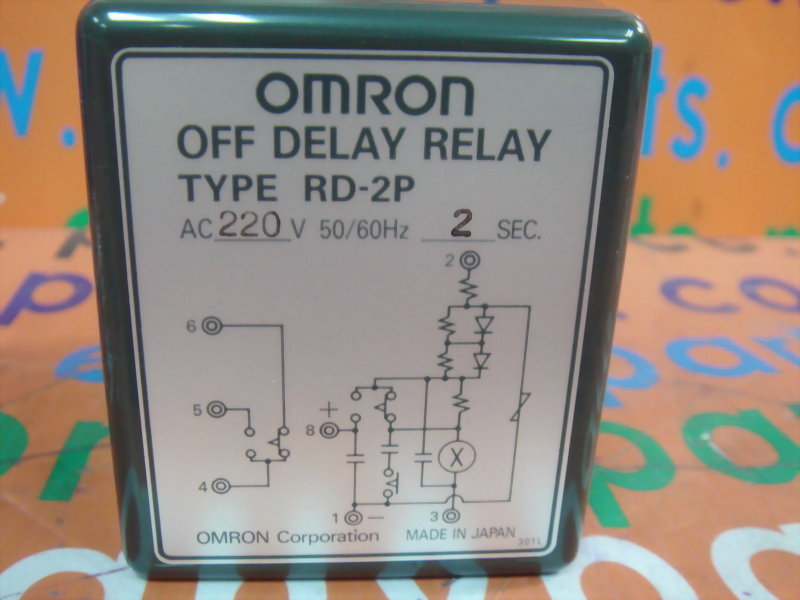 OMRON
OFF DELAY RELAY
TYPE RD-2P
AC 220 V 50/60Hz 2 SEC.
2
6
5
+
8
X
4
1 −
3
OMRON Corporation MADE IN JAPAN